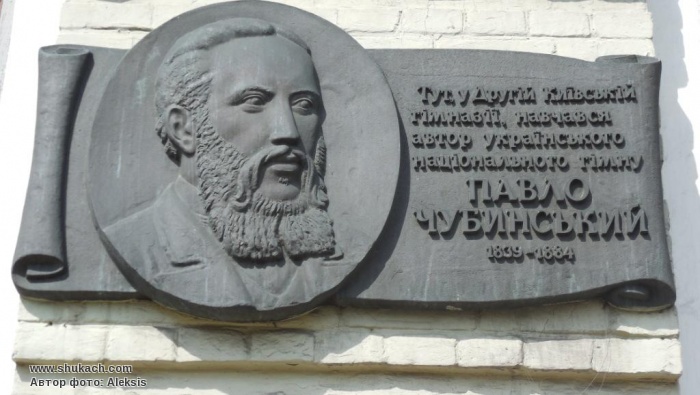 Тут, у Другій Київській
гімназії, навчався
автор українського
національного гімну
ПАВЛО
ЧУБИНСЬКИЙ
1839-1884
www.shukach.com
Автор фото: Aleksis